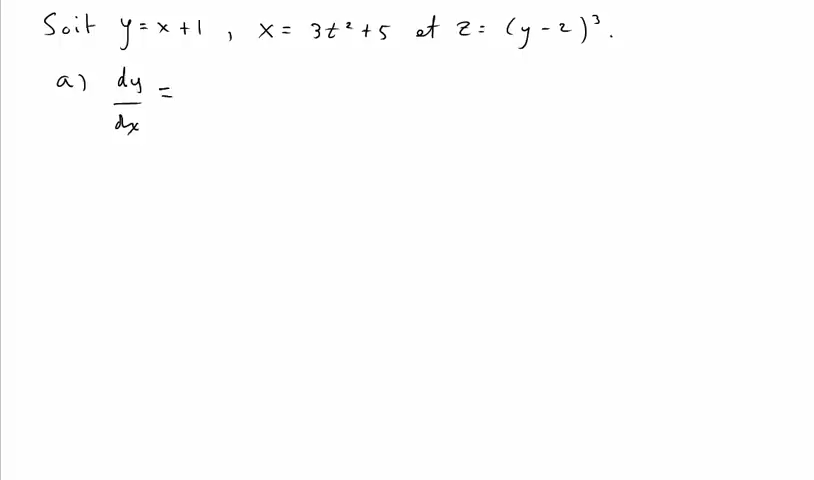 Soit y = x + 1 , x = 3t² + 5 et z = (y - 2)³.
a) dy/dx =